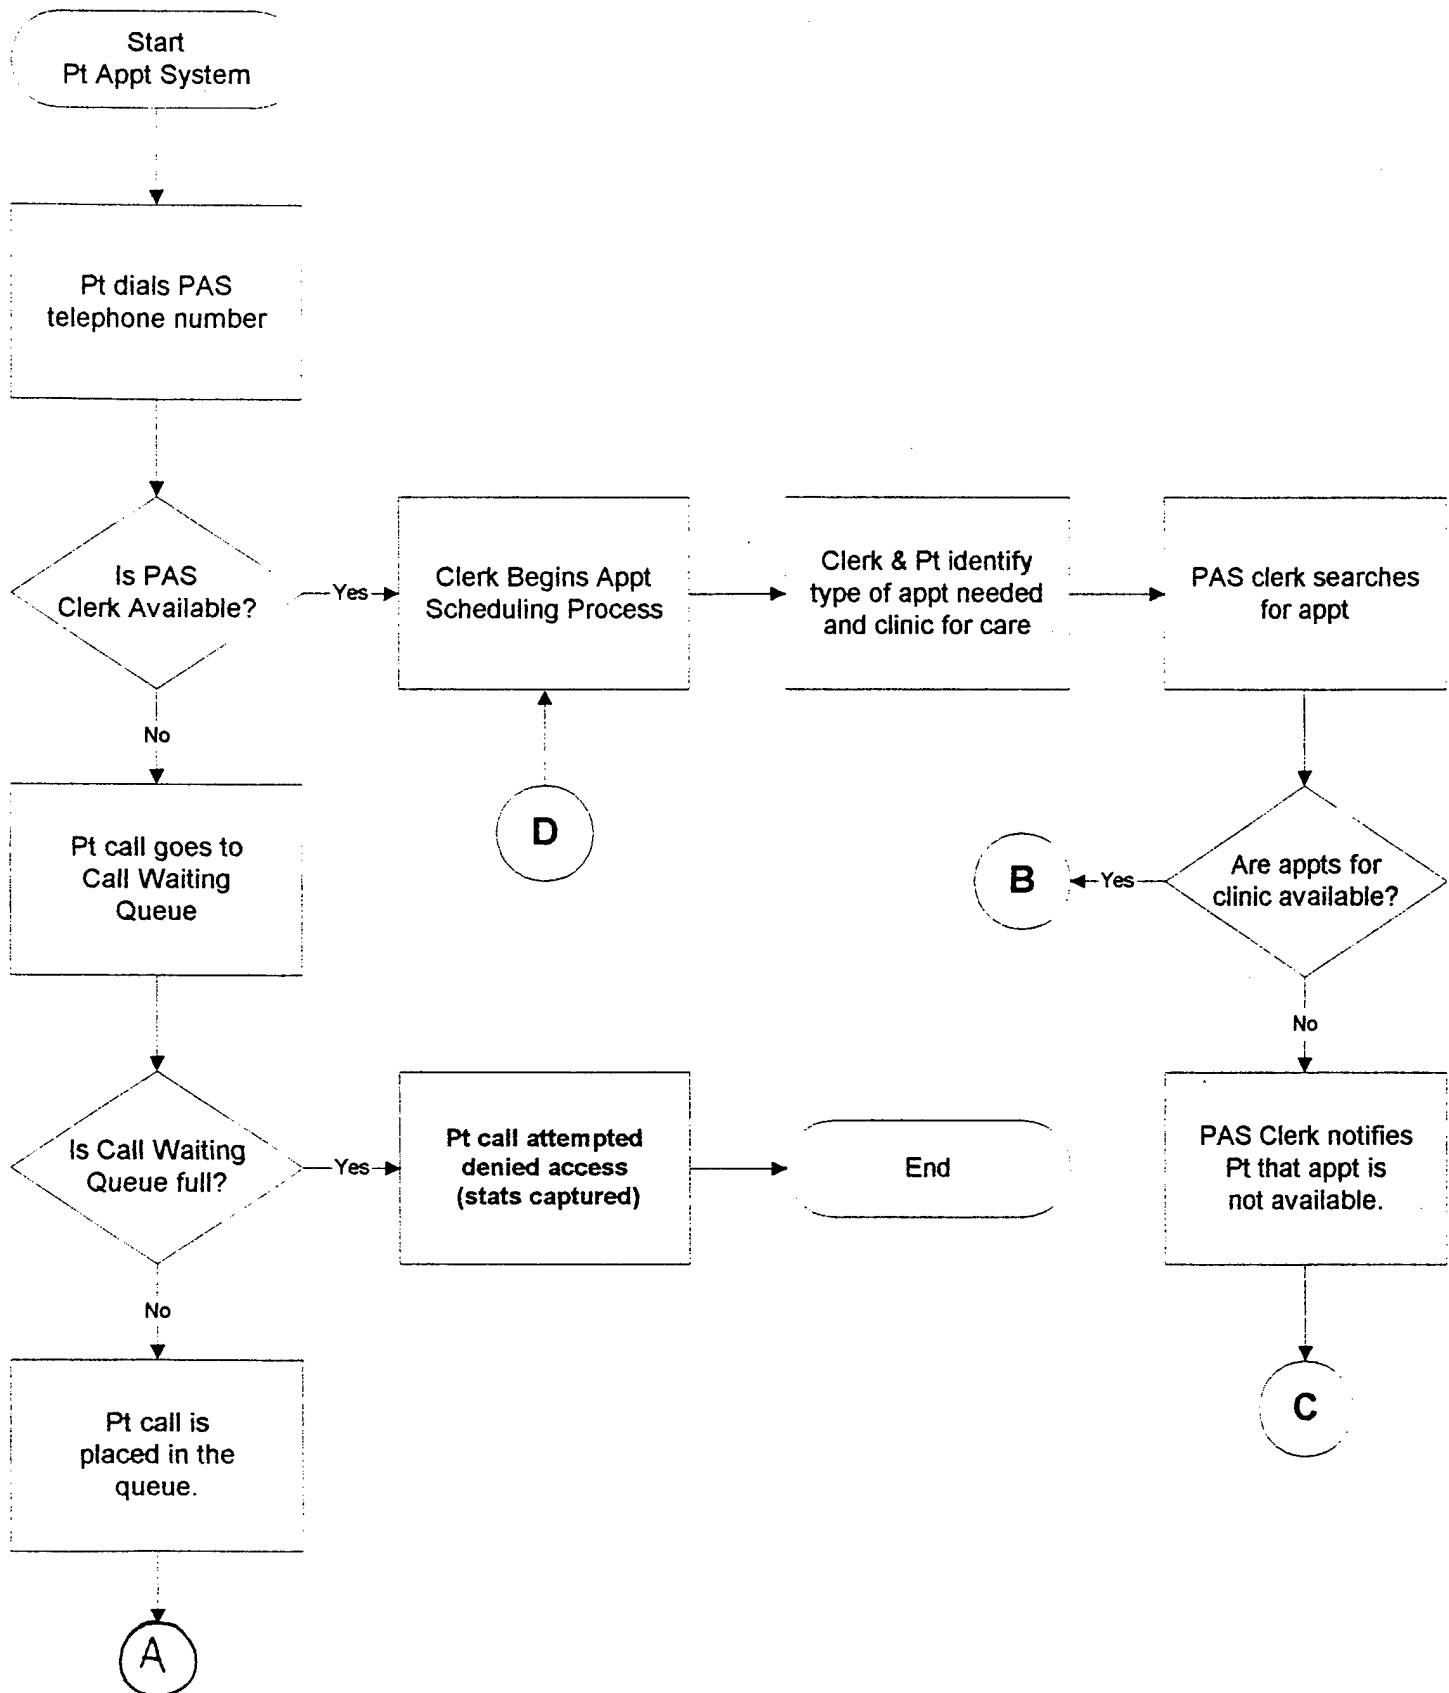 Start
Pt Appt System
Pt dials PAS
telephone number
Is PAS
Clerk Available?
Yes
Clerk Begins Appt
Scheduling Process
Clerk & Pt identify
type of appt needed
and clinic for care
PAS clerk searches
for appt
No
D
Pt call goes to
Call Waiting
Queue
B
Yes
Are appts for
clinic available?
No
Is Call Waiting
Queue full?
Yes
Pt call attempted
denied access
(stats captured)
End
PAS Clerk notifies
Pt that appt is
not available.
No
Pt call is
placed in the
queue.
C
A